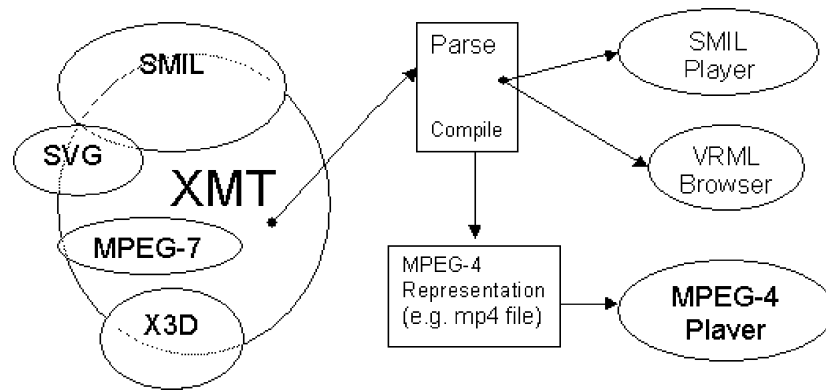 SMIL
SVG
XMT
MPEG-7
X3D
Parse
Compile
MPEG-4
Representation
(e.g. mp4 file)
SMIL
Player
VRML
Browser
MPEG-4
Plaver